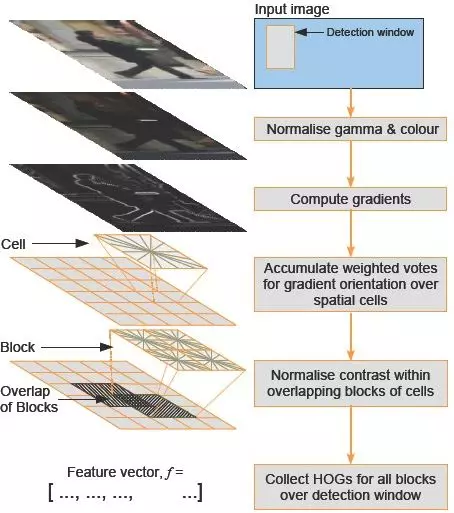 Input image
Detection window
Normalise gamma & colour
Compute gradients
Cell
Accumulate weighted votes
for gradient orientation over
spatial cells
Block
Overlap
of Blocks
Normalise contrast within
overlapping blocks of cells
Feature vector, f =
[ ..., ..., ..., ...]
Collect HOGs for all blocks
over detection window